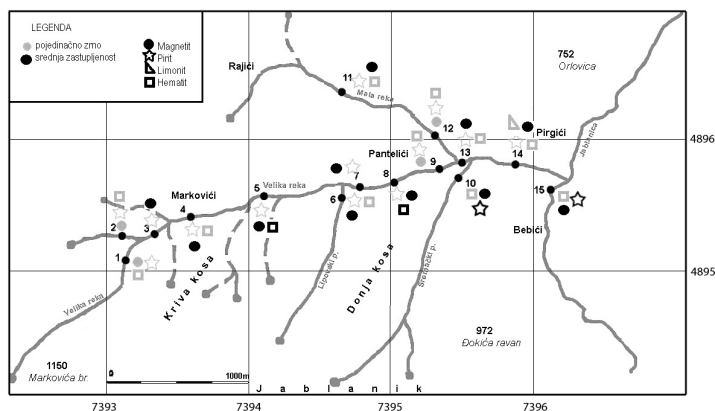 LEGENDA
pojedinačno zrno
srednja zastupljenost
Magnetit
Pirit
Limonit
Hematit
752
Orlovica
Rajići
11
Mala reka
Jablanica
4896
12
Pirgići
Pantelići
13
14
9
10
8
7
6
5
Velika reka
Markovići
4
3
2
1
15
Bebići
Lipovski p.
Sremački p.
Kriva kosa
Donja kosa
4895
Velika reka
972
Đokića ravan
1150
Markovića br.
0
1000m
Jablanik
7393
7394
7395
7396